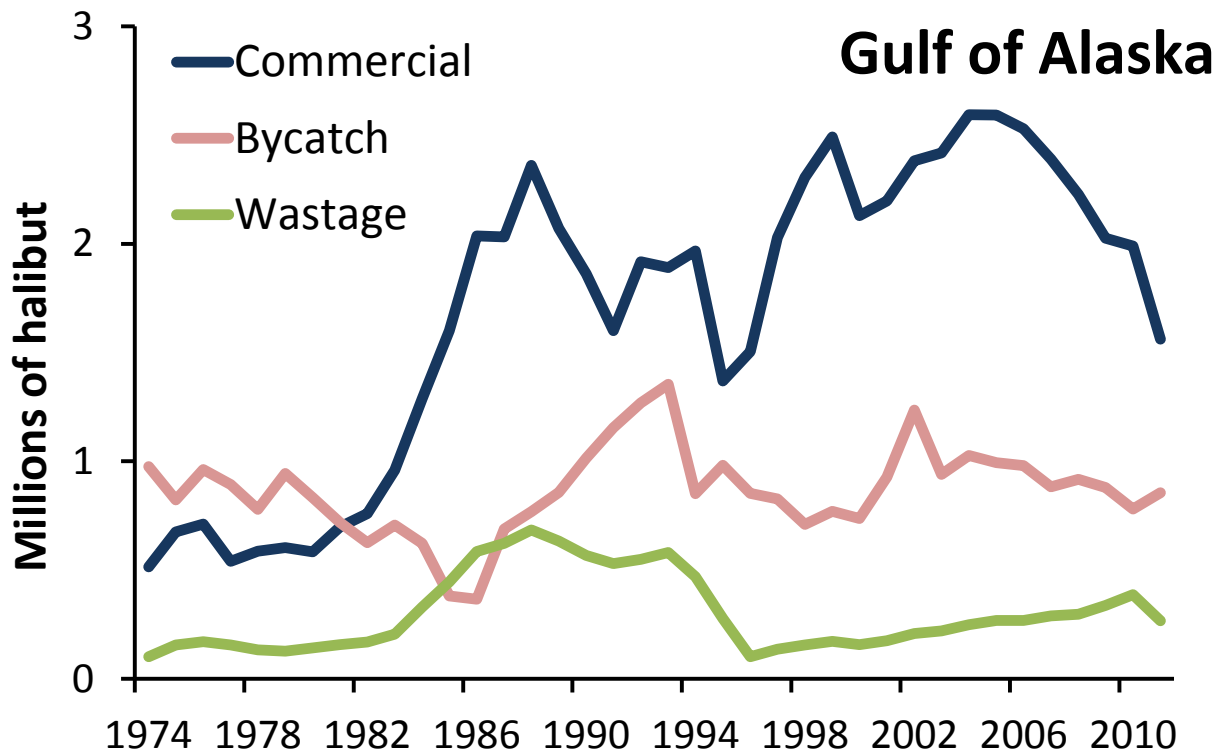 Gulf of Alaska
Commercial
Bycatch
Wastage
Millions of halibut
3
2
1
0
1974 1978 1982 1986 1990 1994 1998 2002 2006 2010